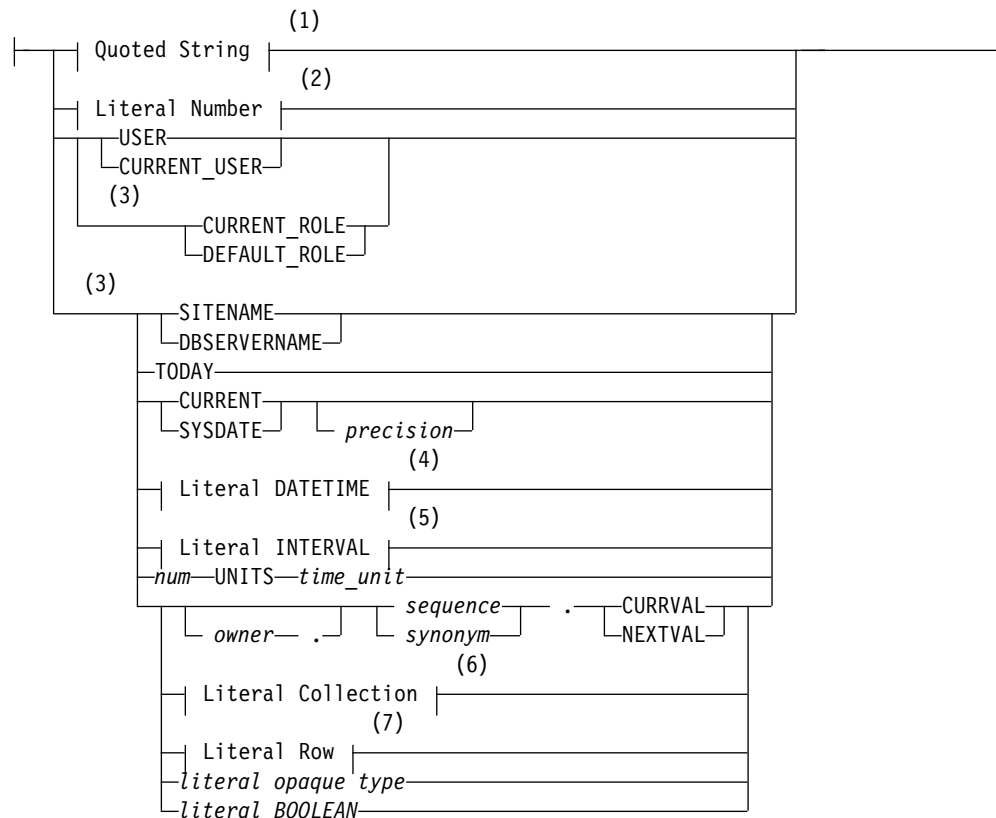 (1)
Quoted String
(2)
Literal Number
USER
CURRENT_USER
(3)
CURRENT_ROLE
DEFAULT_ROLE
(3)
SITENAME
DBSERVERNAME
TODAY
CURRENT
SYSDATE precision
(4)
Literal DATETIME
(5)
Literal INTERVAL
num UNITS time_unit
sequence . CURRVAL
owner . synonym NEXTVAL
(6)
Literal Collection
(7)
Literal Row
literal opaque type
literal BOOLEAN